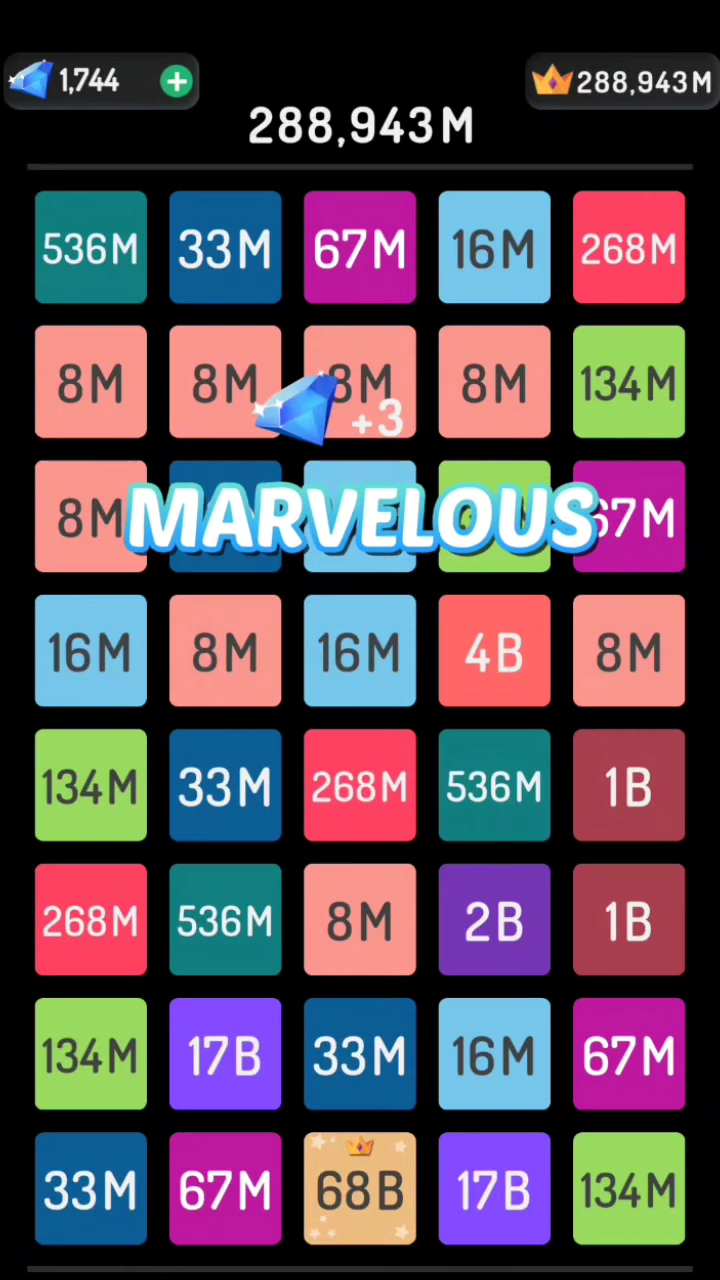 1,744 288,943M
288,943M
536M 33M 67M 16M 268M
8M 8M 8M 8M 134M
+3
8M 67M
MARVELOUS
16M 8M 16M 4B 8M
134M 33M 268M 536M 1B
268M 536M 8M 2B 1B
134M 17B 33M 16M 67M
33M 67M 68B 17B 134M